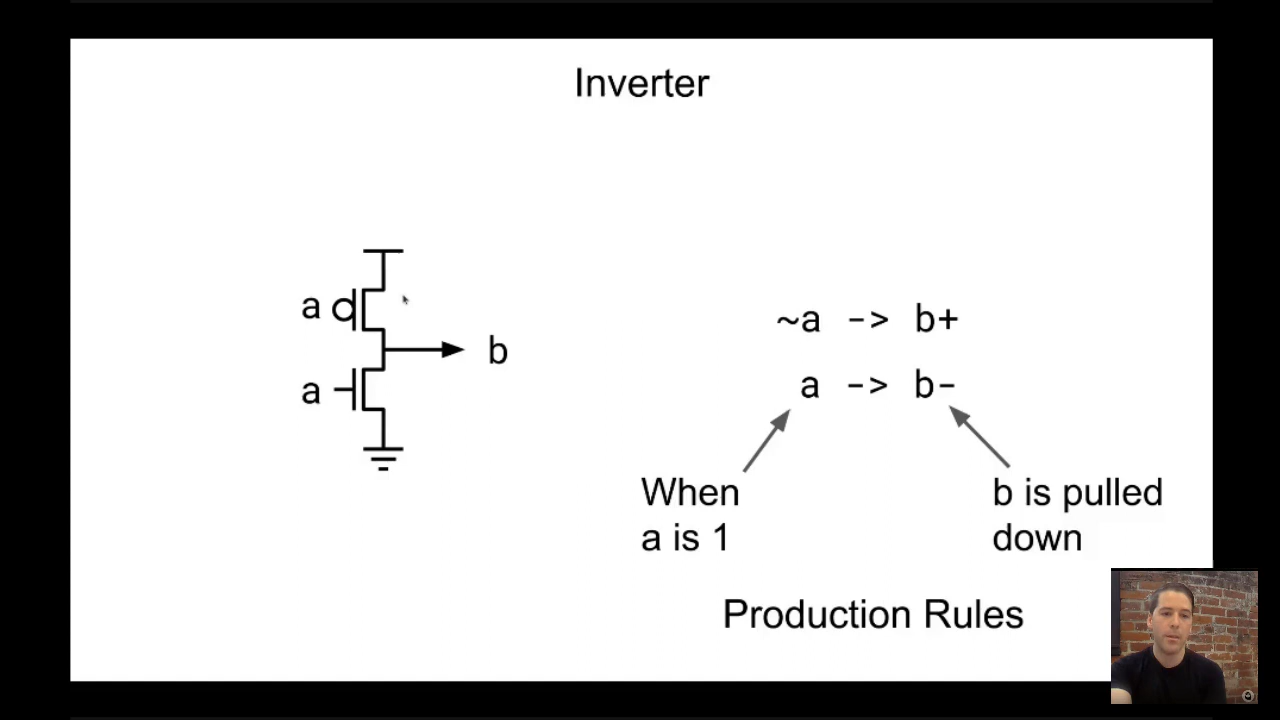 Inverter
a
b
a
~a -> b+
a -> b-
When
a is 1
b is pulled
down
Production Rules